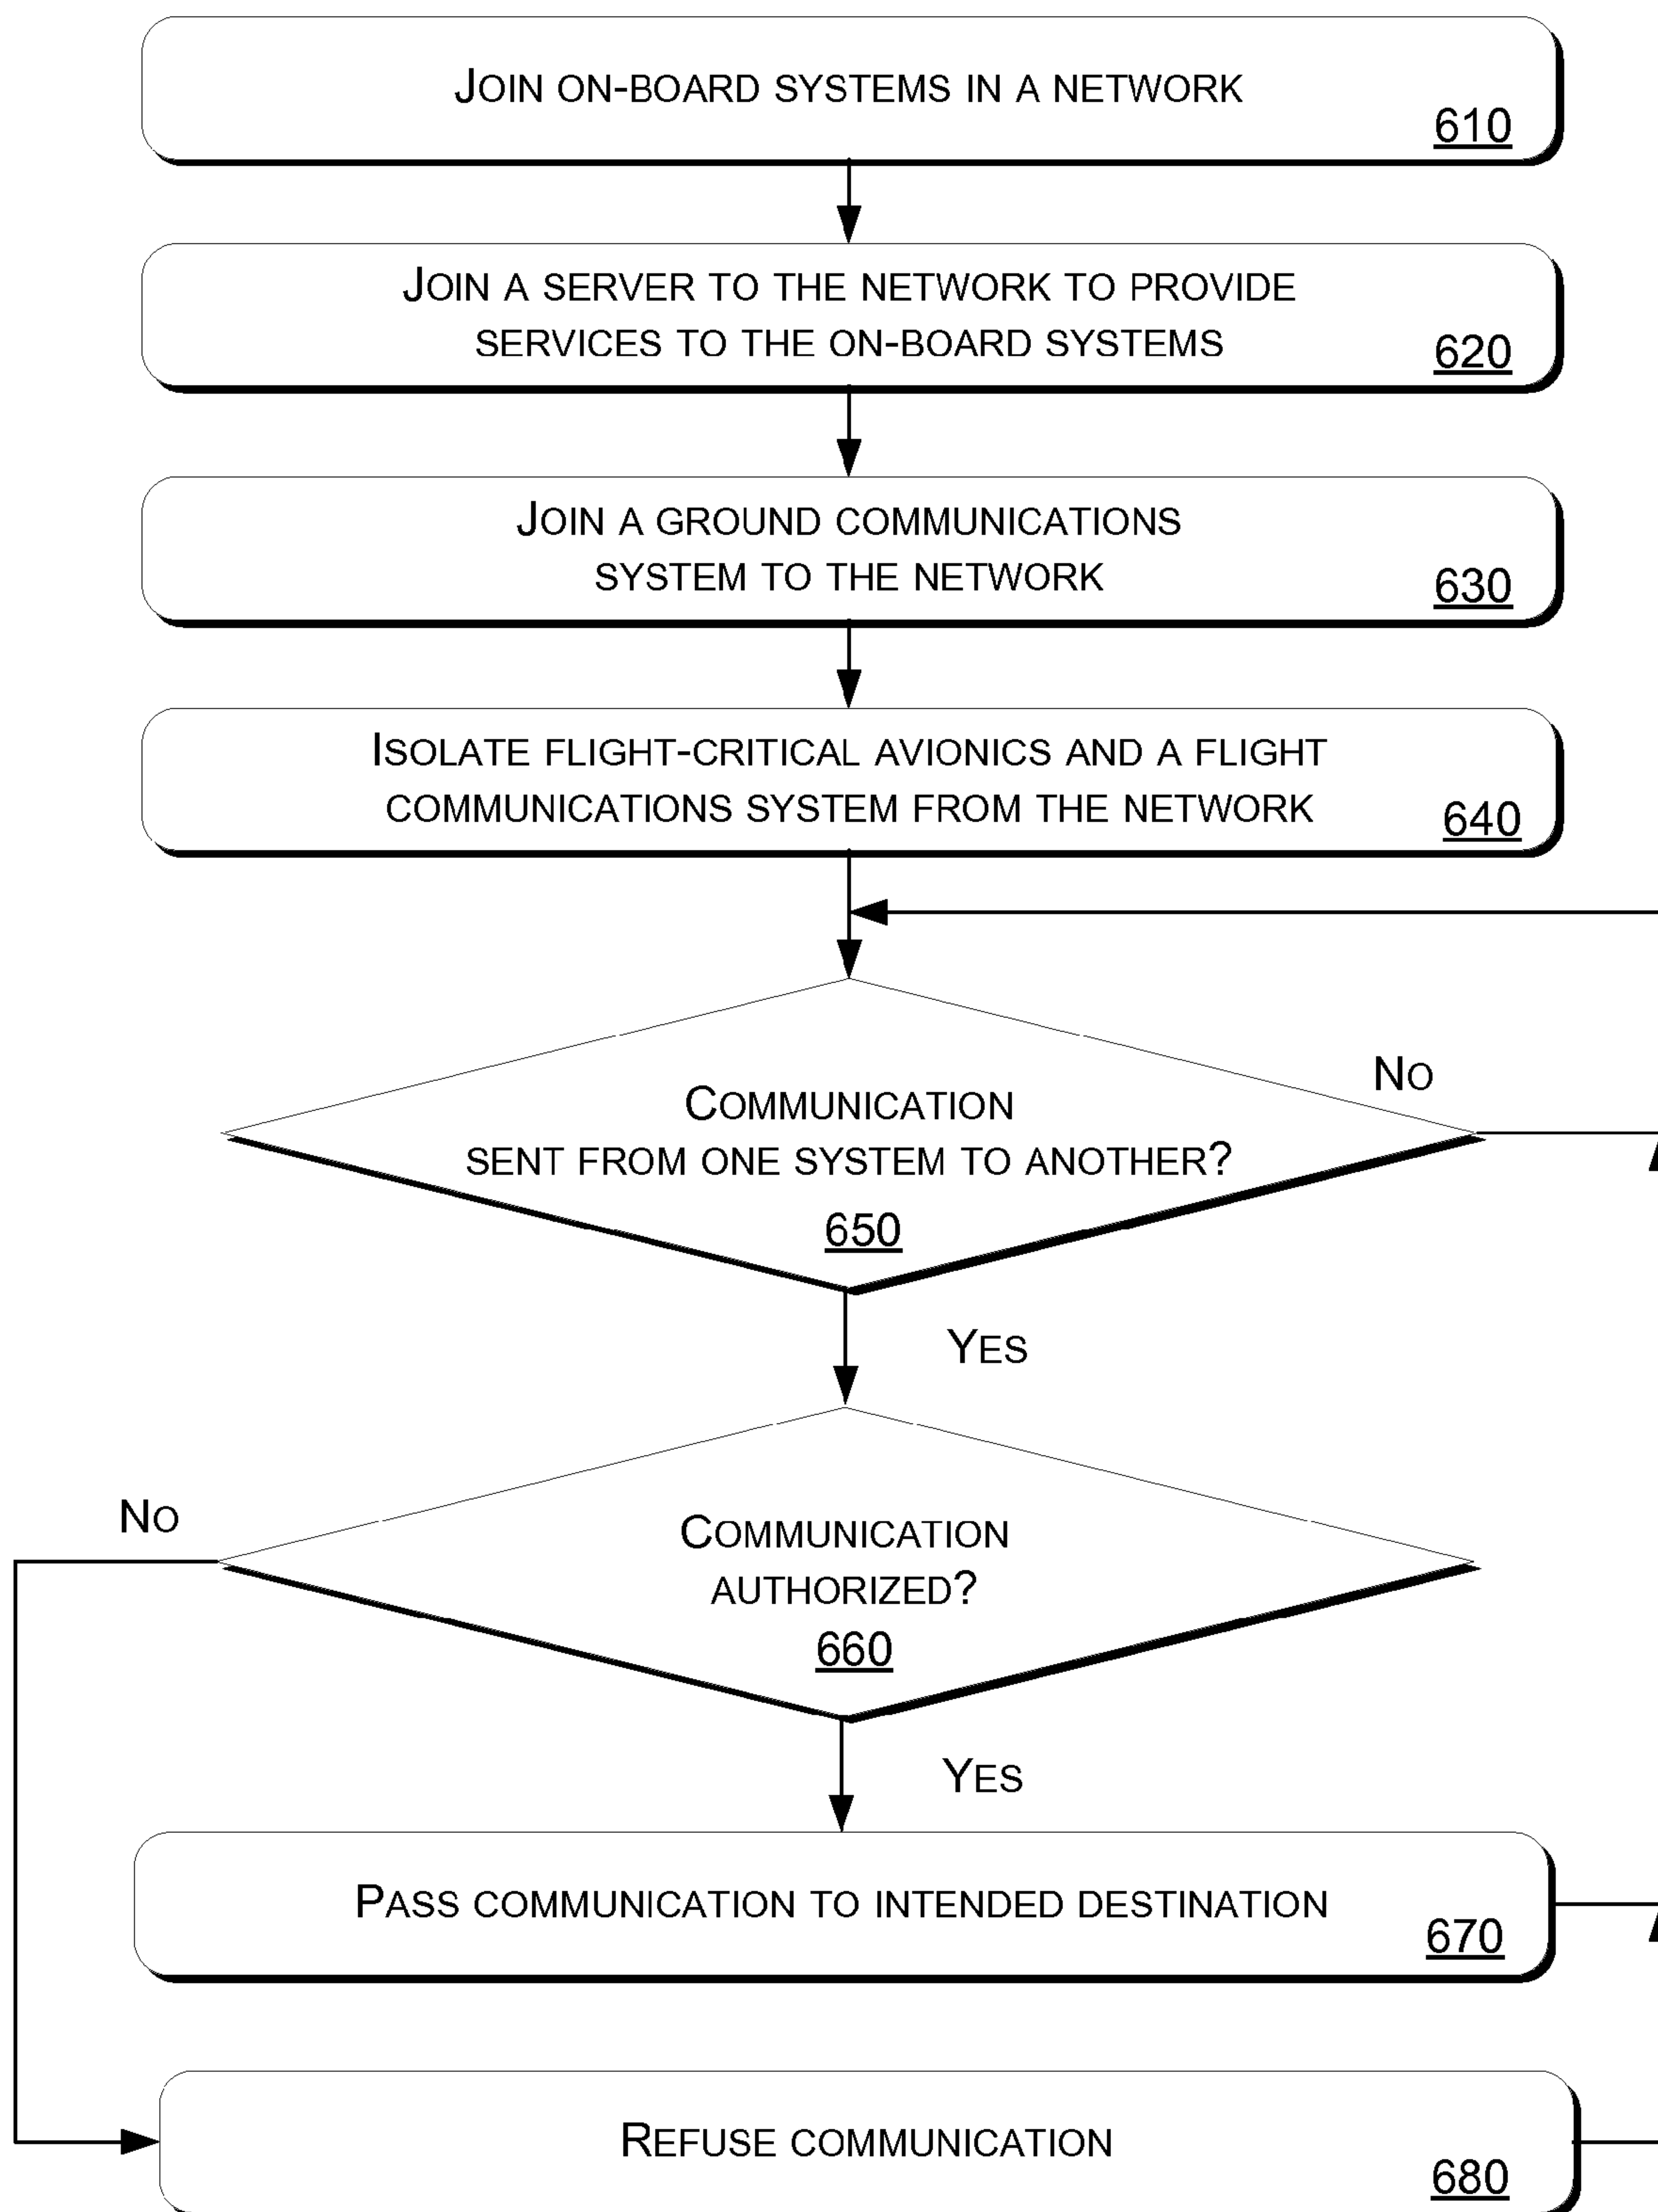 JOIN ON-BOARD SYSTEMS IN A NETWORK
610
JOIN A SERVER TO THE NETWORK TO PROVIDE
SERVICES TO THE ON-BOARD SYSTEMS
620
JOIN A GROUND COMMUNICATIONS
SYSTEM TO THE NETWORK
630
ISOLATE FLIGHT-CRITICAL AVIONICS AND A FLIGHT
COMMUNICATIONS SYSTEM FROM THE NETWORK
640
NO
COMMUNICATION
SENT FROM ONE SYSTEM TO ANOTHER?
650
YES
NO
COMMUNICATION
AUTHORIZED?
660
YES
PASS COMMUNICATION TO INTENDED DESTINATION
670
REFUSE COMMUNICATION
680